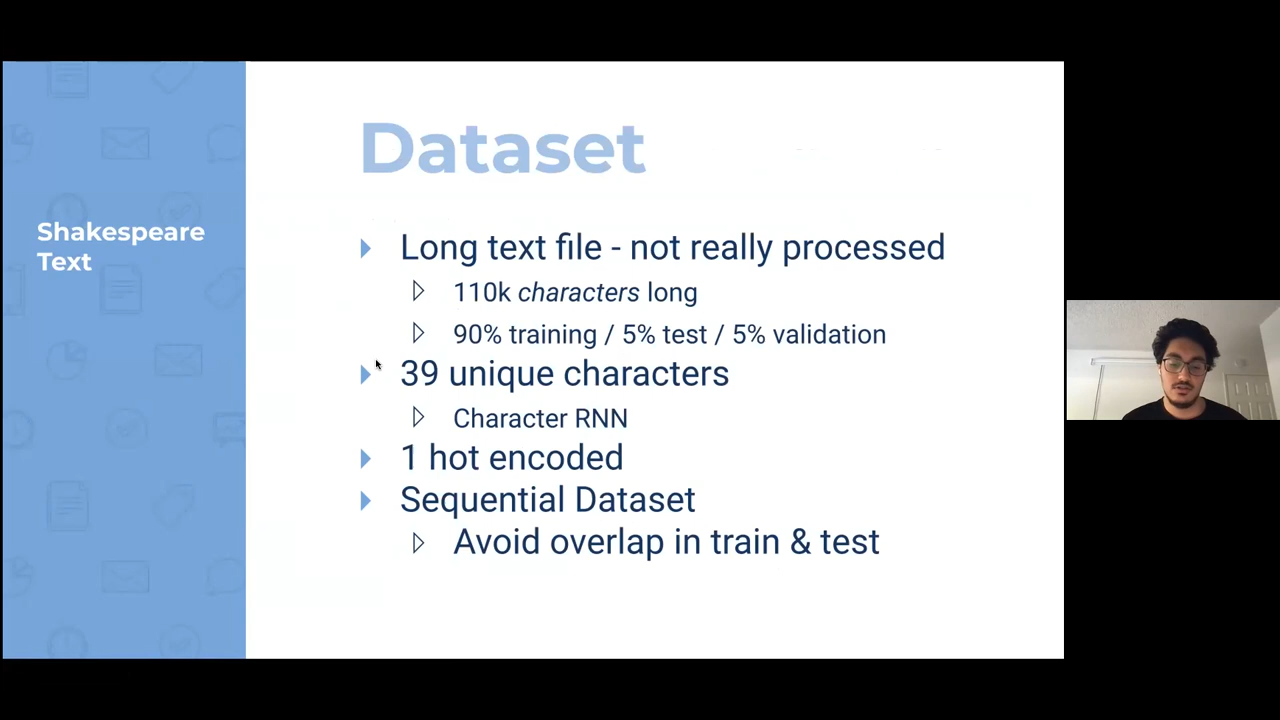 Shakespeare
Text
Dataset
Long text file - not really processed
110k characters long
90% training / 5% test / 5% validation
39 unique characters
Character RNN
1 hot encoded
Sequential Dataset
Avoid overlap in train & test